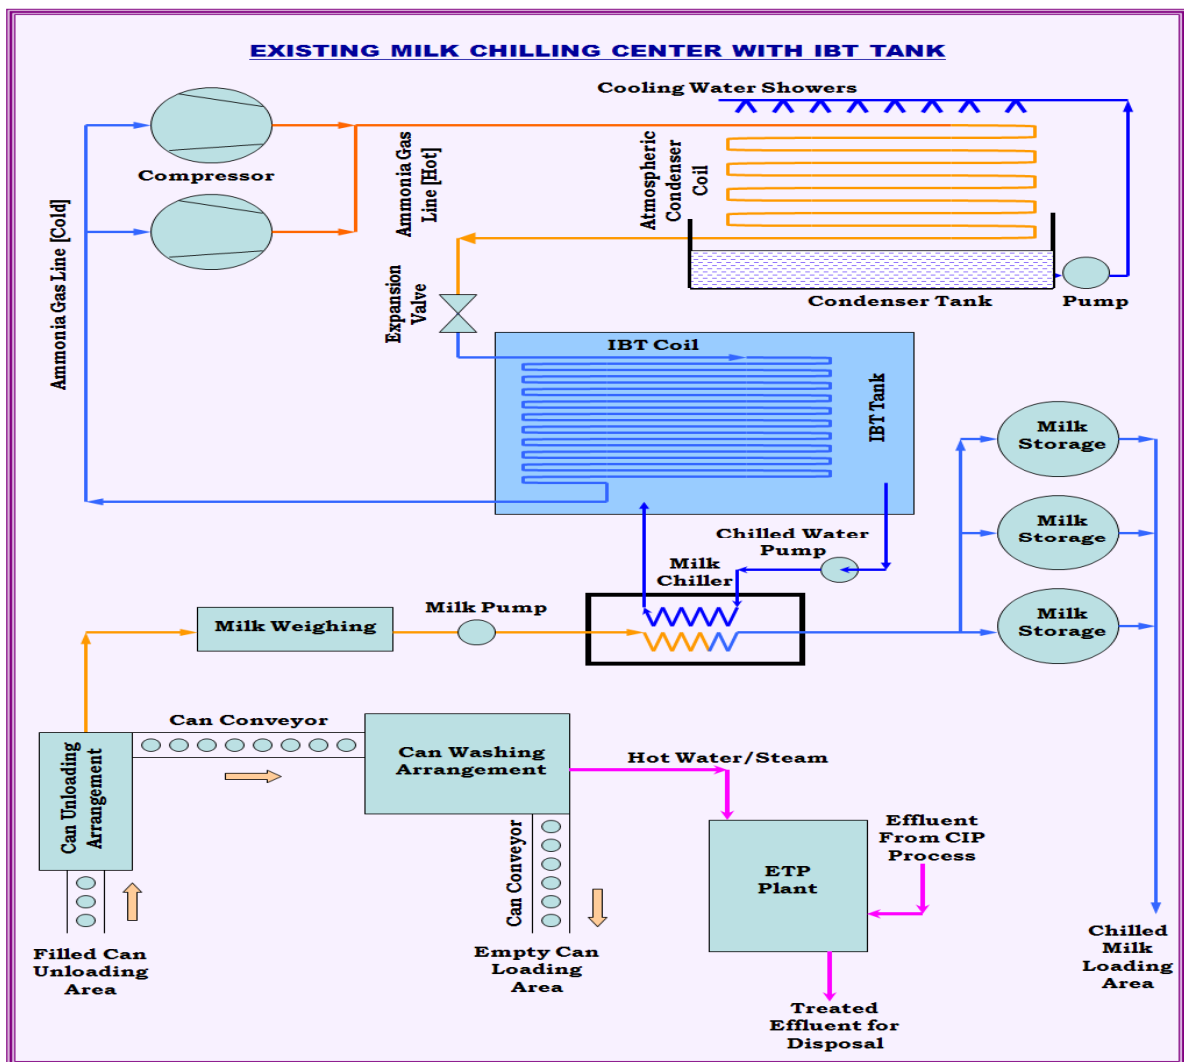 EXISTING MILK CHILLING CENTER WITH IBT TANK
Cooling Water Showers
Compressor
Ammonia Gas
Line [Hot]
Atmospheric
Condenser
Coil
Ammonia Gas Line [Cold]
Expansion
Valve
Condenser Tank
Pump
IBT Coil
IBT Tank
Milk
Storage
Milk
Storage
Milk
Storage
Chilled Water
Pump
Milk
Chiller
Milk Weighing
Milk Pump
Can Conveyor
Can Unloading
Arrangement
Can Washing
Arrangement
Hot Water/Steam
Can Conveyor
Effluent
From CIP
Process
ETP
Plant
Filled Can
Unloading
Area
Empty Can
Loading
Area
Chilled
Milk
Loading
Area
Treated
Effluent for
Disposal